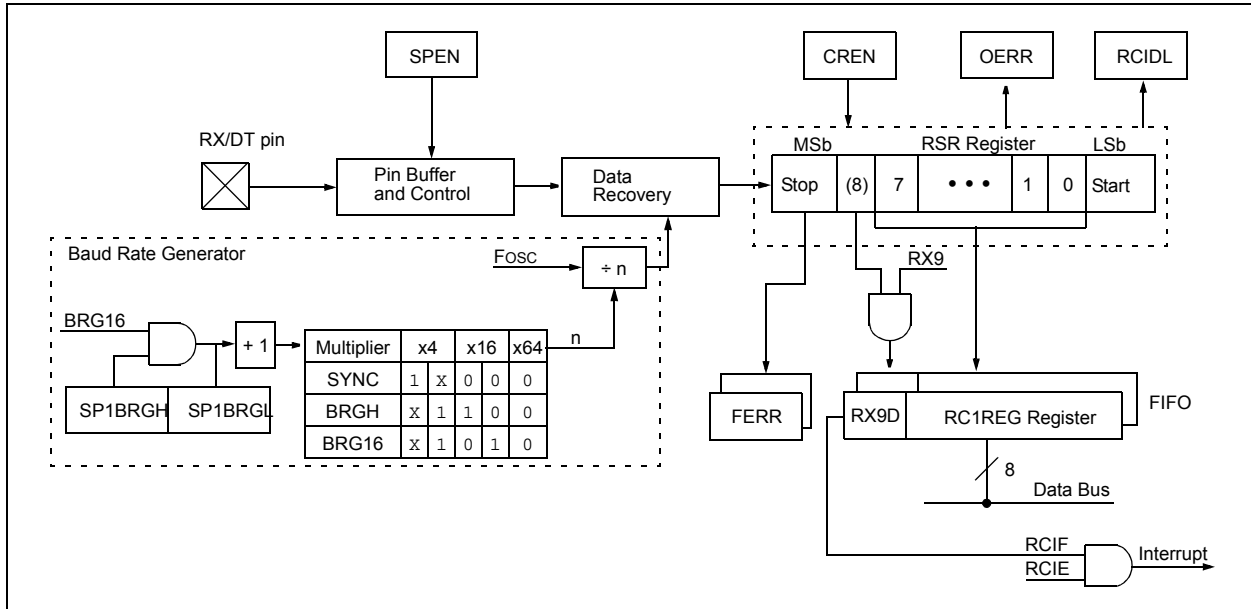 SPEN
CREN
OERR
RCIDL
RX/DT pin
Pin Buffer
and Control
Data
Recovery
MSb
RSR Register
LSb
Stop (8) 7 • • • 1 0 Start
Baud Rate Generator
FOSC
÷ n
RX9
BRG16
+ 1
n
Multiplier x4 x16 x64
SYNC 1 X 0 0 0
BRGH X 1 1 0 0
BRG16 X 1 0 1 0
SP1BRGH SP1BRGL
FERR
RX9D RC1REG Register
FIFO
8
Data Bus
RCIF
RCIE
Interrupt